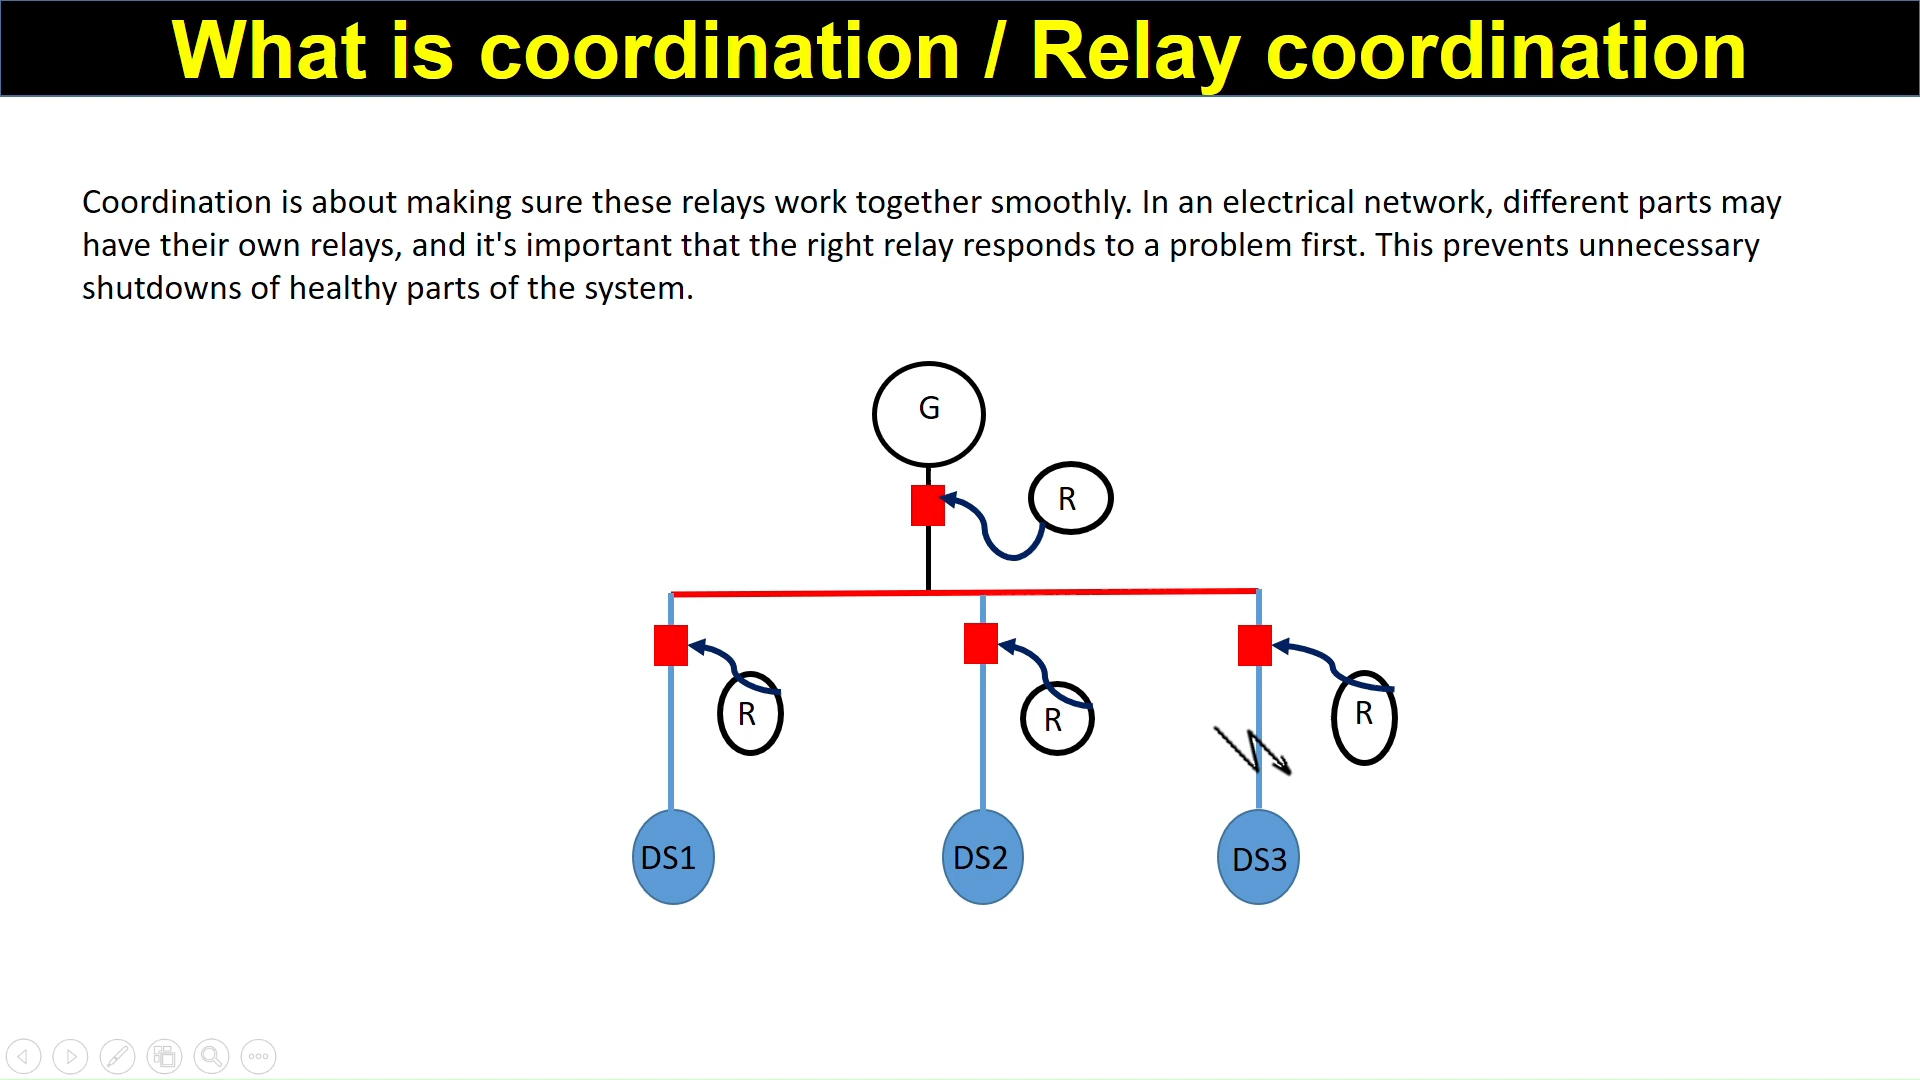 What is coordination / Relay coordination
Coordination is about making sure these relays work together smoothly. In an electrical network, different parts may
have their own relays, and it's important that the right relay responds to a problem first. This prevents unnecessary
shutdowns of healthy parts of the system.
G
R
R
R
R
DS1
DS2
DS3